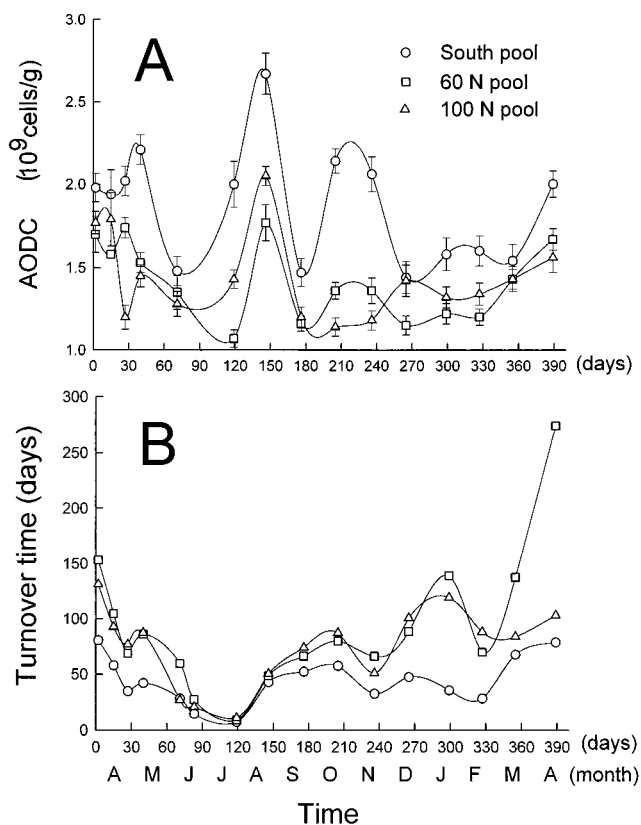 A
AODC (10⁹cells/g)
3.0
2.5
2.0
1.5
1.0
South pool
60 N pool
100 N pool
0 30 60 90 120 150 180 210 240 270 300 330 360 390 (days)
B
Turnover time (days)
300
250
200
150
100
50
0
0 30 60 90 120 150 180 210 240 270 300 330 360 390 (days)
A M J J A S O N D J F M A (month)
Time